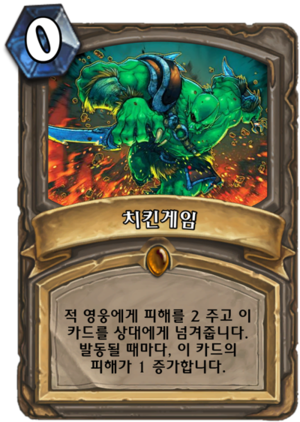 0
치킨게임
적 영웅에게 피해를 2 주고 이
카드를 상대에게 넘겨줍니다.
발동될 때마다, 이 카드의
피해가 1 증가합니다.